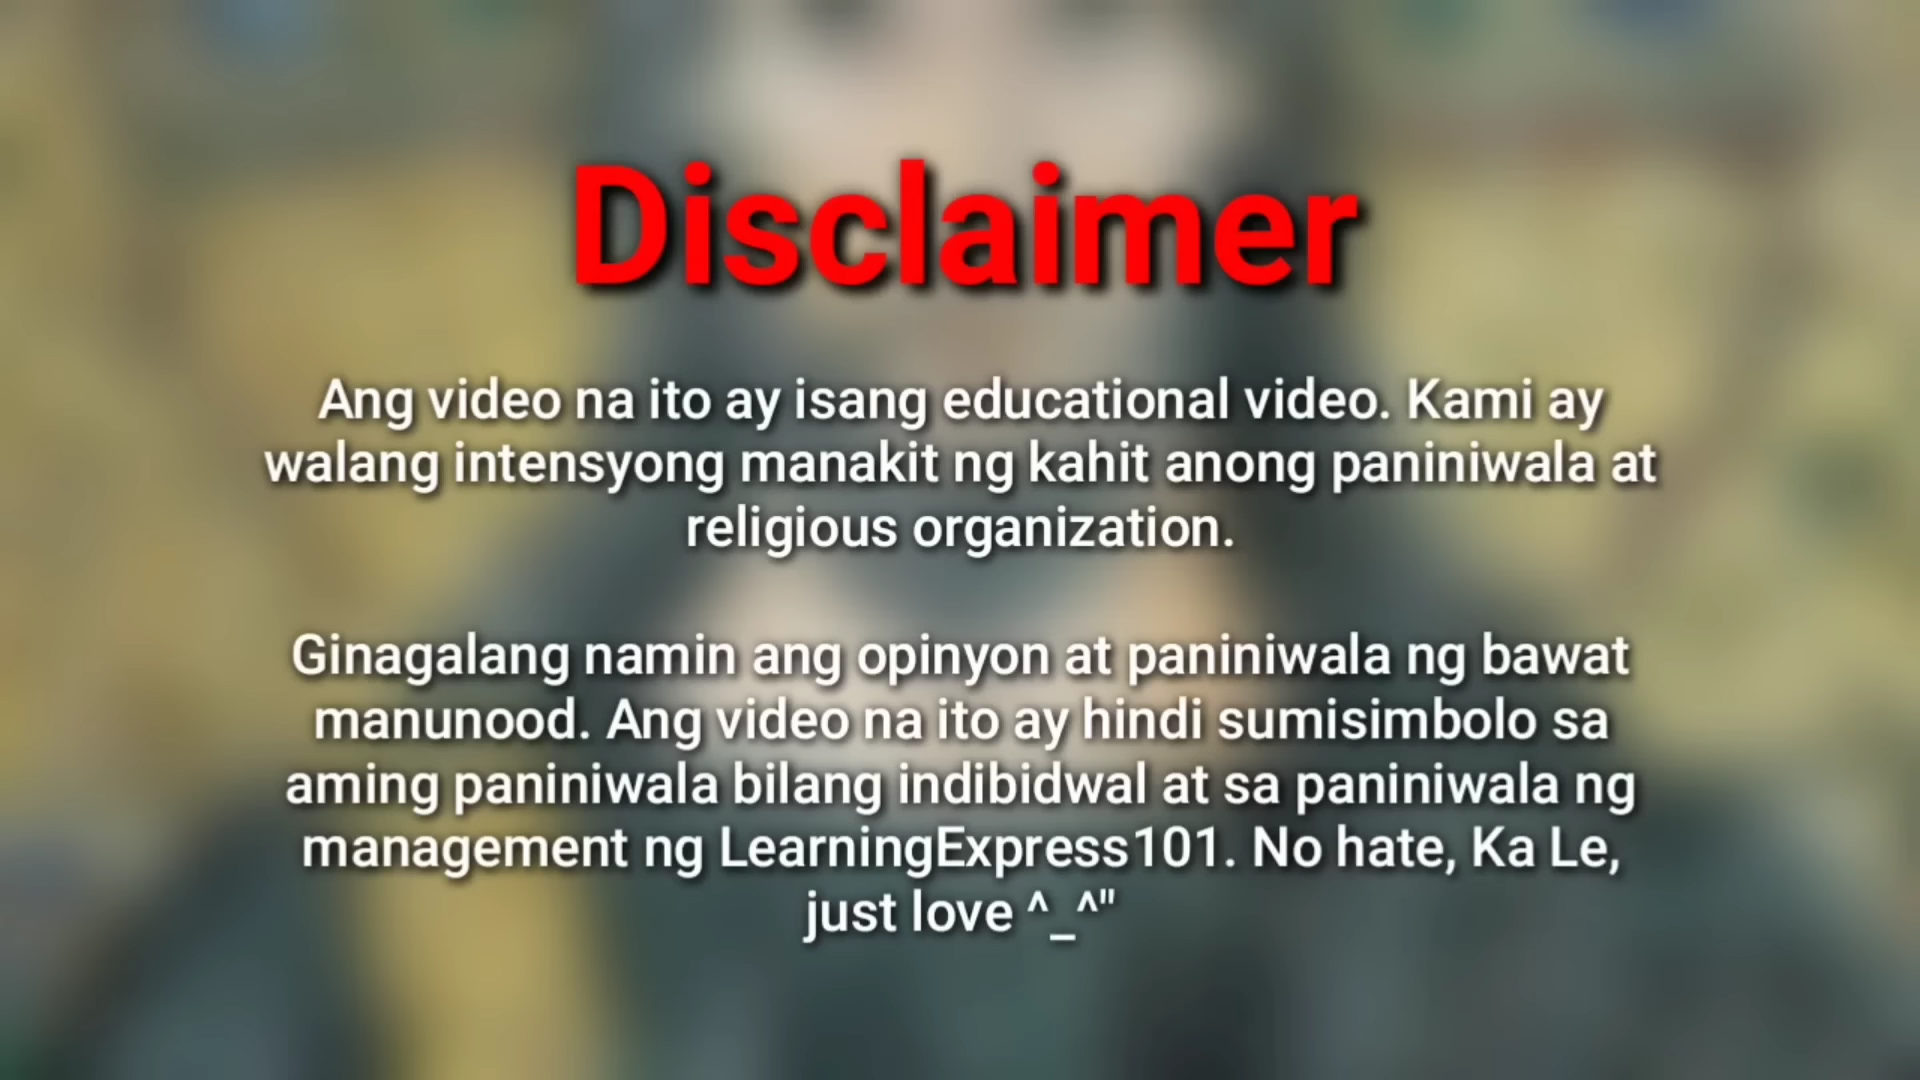 Disclaimer
Ang video na ito ay isang educational video. Kami ay
walang intensyong manakit ng kahit anong paniniwala at
religious organization.
Ginagalang namin ang opinyon at paniniwala ng bawat
manunood. Ang video na ito ay hindi sumisimbolo sa
aming paniniwala bilang indibidwal at sa paniniwala ng
management ng LearningExpress101. No hate, Ka Le,
just love ^_^"